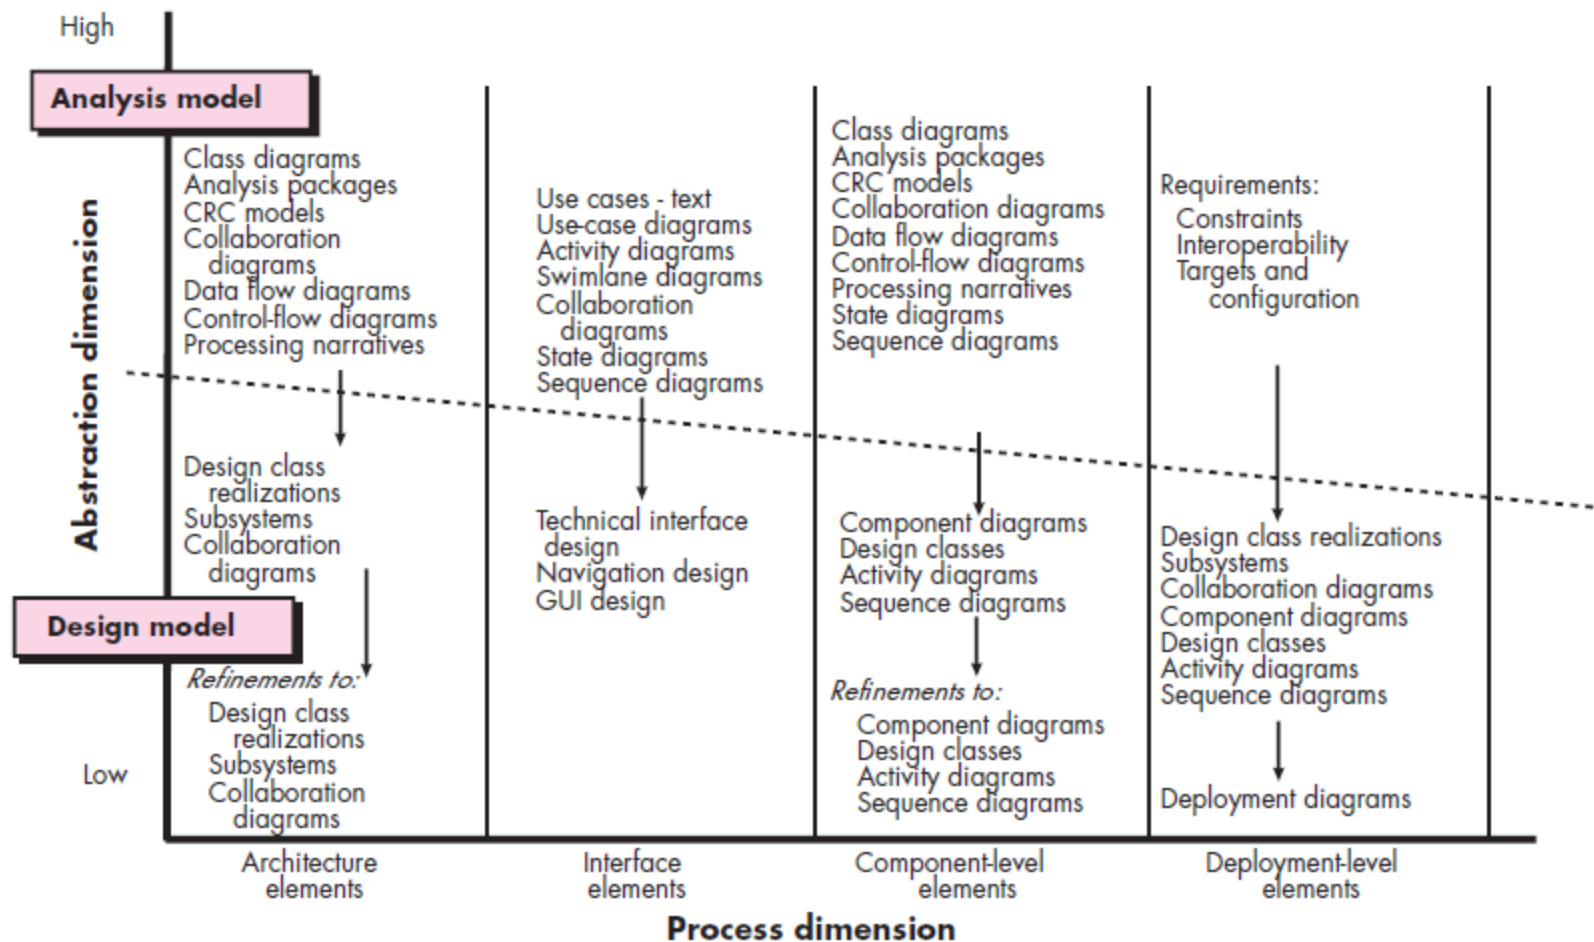 High
Analysis model
Abstraction dimension
Class diagrams
Analysis packages
CRC models
Collaboration
diagrams
Data flow diagrams
Control-flow diagrams
Processing narratives
Design class
realizations
Subsystems
Collaboration
diagrams
Design model
Refinements to:
Design class
realizations
Subsystems
Collaboration
diagrams
Low
Architecture
elements
Use cases - text
Use-case diagrams
Activity diagrams
Swimlane diagrams
Collaboration
diagrams
State diagrams
Sequence diagrams
Technical interface
design
Navigation design
GUI design
Interface
elements
Class diagrams
Analysis packages
CRC models
Collaboration diagrams
Data flow diagrams
Control-flow diagrams
Processing narratives
State diagrams
Sequence diagrams
Component diagrams
Design classes
Activity diagrams
Sequence diagrams
Refinements to:
Component diagrams
Design classes
Activity diagrams
Sequence diagrams
Component-level
elements
Requirements:
Constraints
Interoperability
Targets and
configuration
Design class realizations
Subsystems
Collaboration diagrams
Component diagrams
Design classes
Activity diagrams
Sequence diagrams
Deployment diagrams
Deployment-level
elements
Process dimension